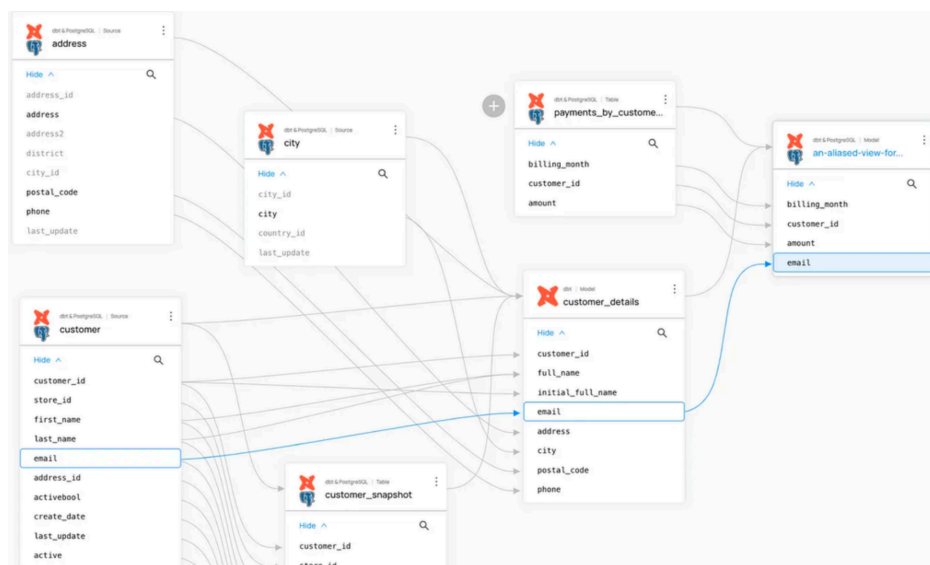 dbt & PostgreSQL | Source
address
Hide
address_id
address
address2
district
city_id
postal_code
phone
last_update
dbt & PostgreSQL | Source
city
Hide
city_id
city
country_id
last_update
dbt & PostgreSQL | Table
payments_by_custome...
Hide
billing_month
customer_id
amount
dbt & PostgreSQL | Model
an-aliased-view-for...
Hide
billing_month
customer_id
amount
email
dbt & PostgreSQL | Source
customer
Hide
customer_id
store_id
first_name
last_name
email
address_id
activebool
create_date
last_update
active
dbt | Model
customer_details
Hide
customer_id
full_name
initial_full_name
email
address
city
postal_code
phone
dbt & PostgreSQL | Table
customer_snapshot
Hide
customer_id
store_id